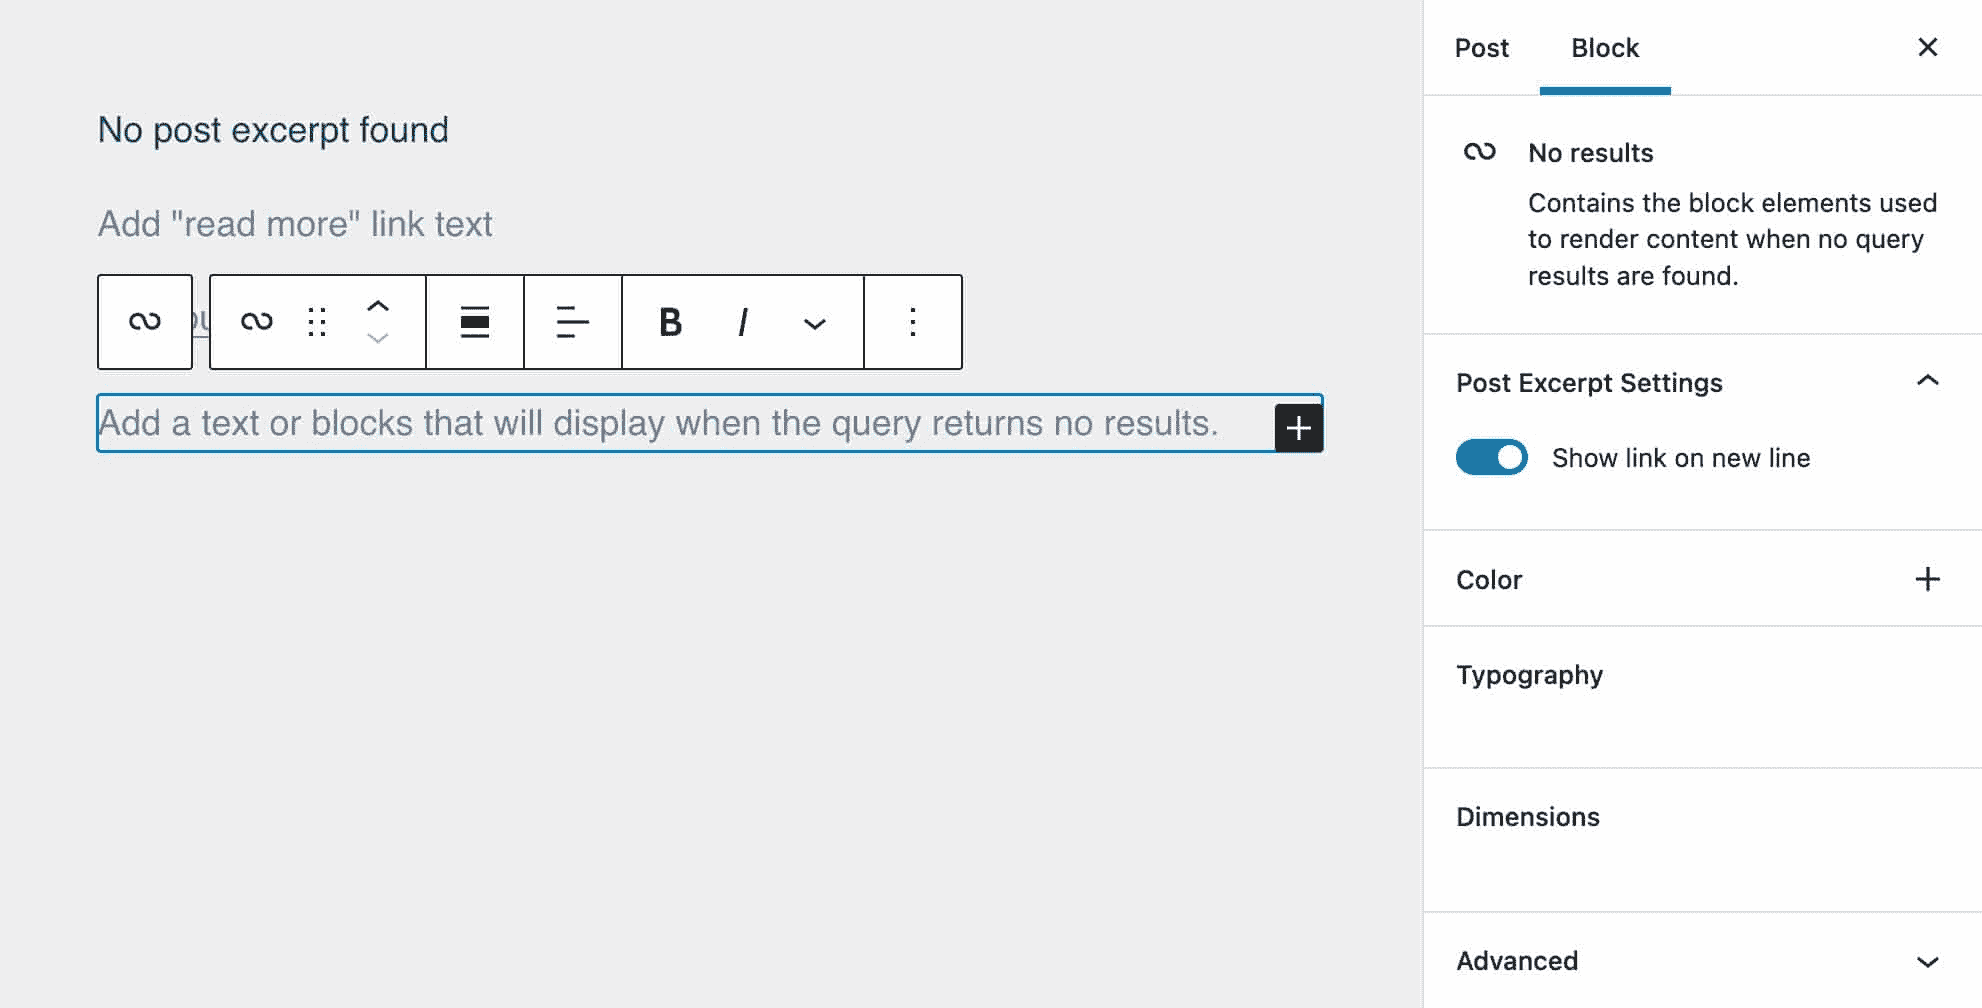 No post excerpt found
Add "read more" link text
B I
Add a text or blocks that will display when the query returns no results.
Post Block
No results
Contains the block elements used
to render content when no query
results are found.
Post Excerpt Settings
Show link on new line
Color
Typography
Dimensions
Advanced